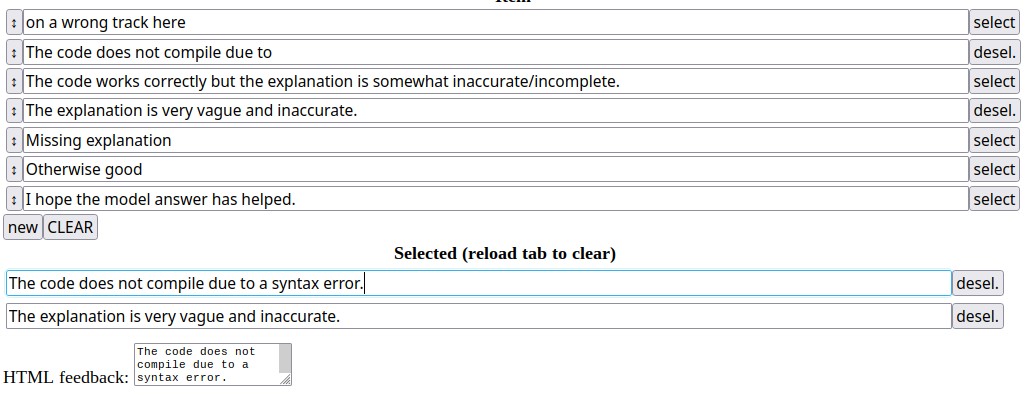 Item
↕ on a wrong track here select
↕ The code does not compile due to desel.
↕ The code works correctly but the explanation is somewhat inaccurate/incomplete. select
↕ The explanation is very vague and inaccurate. desel.
↕ Missing explanation select
↕ Otherwise good select
↕ I hope the model answer has helped. select
new CLEAR
Selected (reload tab to clear)
The code does not compile due to a syntax error. desel.
The explanation is very vague and inaccurate. desel.
HTML feedback:
The code does not
compile due to a
syntax error.